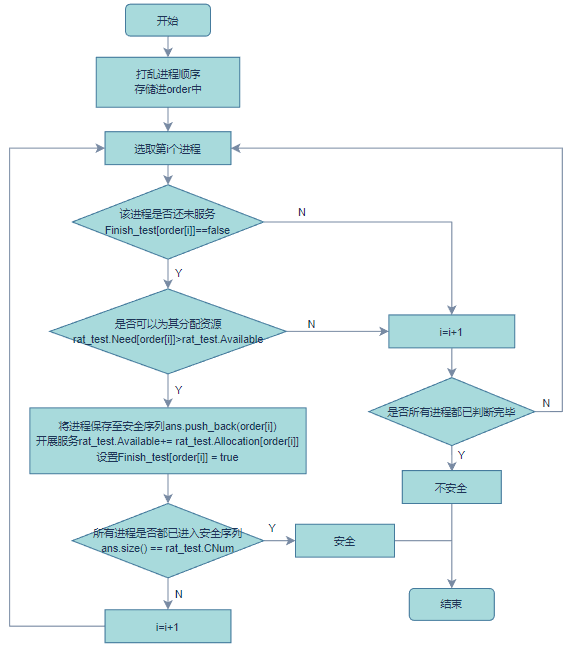 开始
打乱进程顺序
存储进order中
选取第i个进程
该进程是否还未服务
Finish_test[order[i]]==false
N
Y
是否可以为其分配资源
rat_test.Need[order[i]]>rat_test.Available
N
i=i+1
Y
是否所有进程都已判断完毕
N
将进程保存至安全序列ans.push_back(order[i])
开展服务rat_test.Available+= rat_test.Allocation[order[i]]
设置Finish_test[order[i]] = true
Y
不安全
所有进程是否都已进入安全序列
ans.size() == rat_test.CNum
Y
安全
N
结束
i=i+1